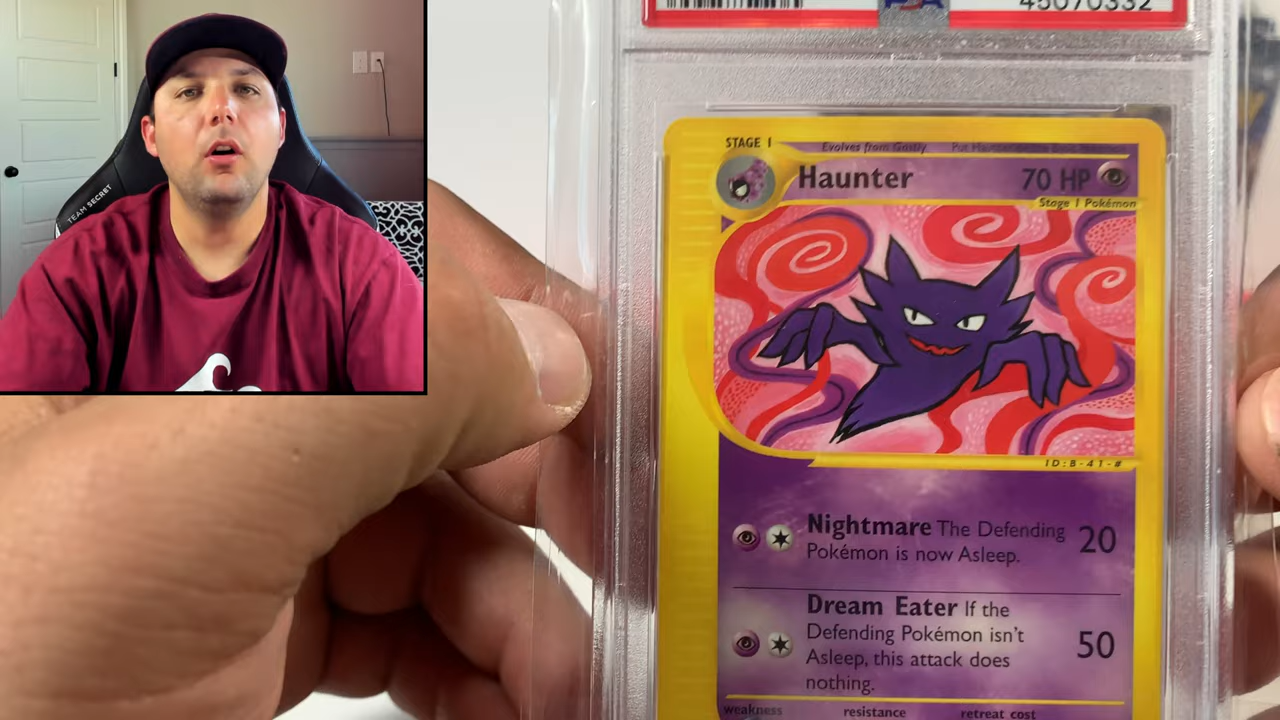 TEAM SECRET
PSA
45070332
STAGE 1
Evolves from Gastly.
Haunter
70 HP
Stage 1 Pokémon
ID:B-41-#
Nightmare The Defending
Pokémon is now Asleep.
20
Dream Eater If the
Defending Pokémon isn't
Asleep, this attack does
nothing.
50
weakness resistance retreat cost